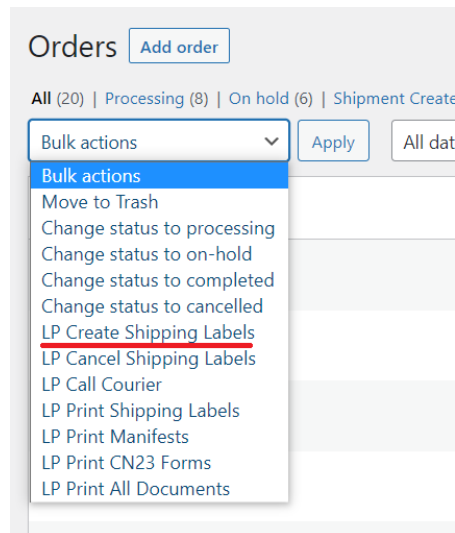 Orders Add order
All (20) | Processing (8) | On hold (6) | Shipment Create
Bulk actions Apply All dat
Bulk actions
Move to Trash
Change status to processing
Change status to on-hold
Change status to completed
Change status to cancelled
LP Create Shipping Labels
LP Cancel Shipping Labels
LP Call Courier
LP Print Shipping Labels
LP Print Manifests
LP Print CN23 Forms
LP Print All Documents